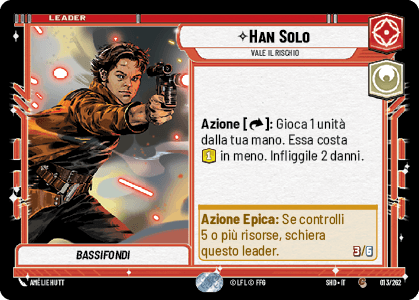 LEADER
✧HAN SOLO
VALE IL RISCHIO
Azione [↷]: Gioca 1 unità
dalla tua mano. Essa costa
1 in meno. Infliggile 2 danni.
Azione Epica: Se controlli
5 o più risorse, schiera
questo leader.
3/6
BASSIFONDI
AMÉLIE HUTT
© LFL © FFG
SHD • IT
013/262